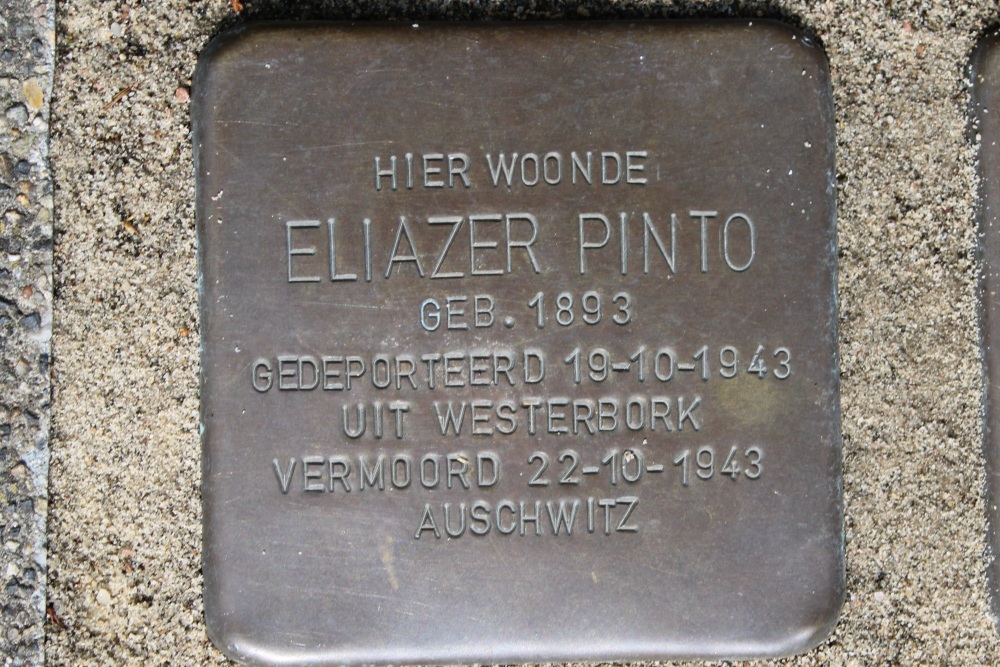 HIER WOONDE
ELIAZER PINTO
GEB. 1893
GEDEPORTEERD 19-10-1943
UIT WESTERBORK
VERMOORD 22-10-1943
AUSCHWITZ